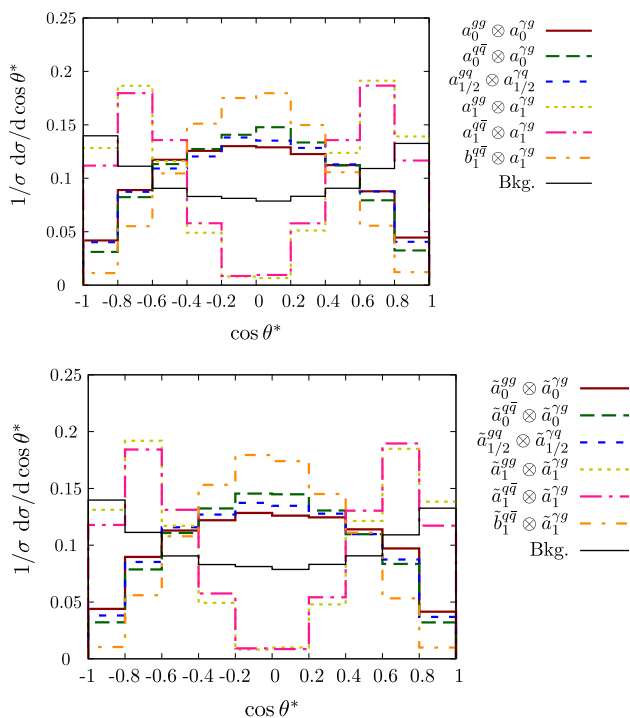 0.25
0.2
0.15
0.1
0.05
0
1/σ dσ/d cos θ*
-1 -0.8 -0.6 -0.4 -0.2 0 0.2 0.4 0.6 0.8 1
cos θ*
a_0^{gg} ⊗ a_0^{γg}
a_0^{qq̄} ⊗ a_0^{γg}
a_{1/2}^{gq} ⊗ a_{1/2}^{γq}
a_1^{gg} ⊗ a_1^{γg}
a_1^{qq̄} ⊗ a_1^{γg}
b_1^{qq̄} ⊗ a_1^{γg}
Bkg.
0.25
0.2
0.15
0.1
0.05
0
1/σ dσ/d cos θ*
-1 -0.8 -0.6 -0.4 -0.2 0 0.2 0.4 0.6 0.8 1
cos θ*
ã_0^{gg} ⊗ ã_0^{γg}
ã_0^{qq̄} ⊗ ã_0^{γg}
ã_{1/2}^{gq} ⊗ ã_{1/2}^{γq}
ã_1^{gg} ⊗ ã_1^{γg}
ã_1^{qq̄} ⊗ ã_1^{γg}
b̃_1^{qq̄} ⊗ ã_1^{γg}
Bkg.